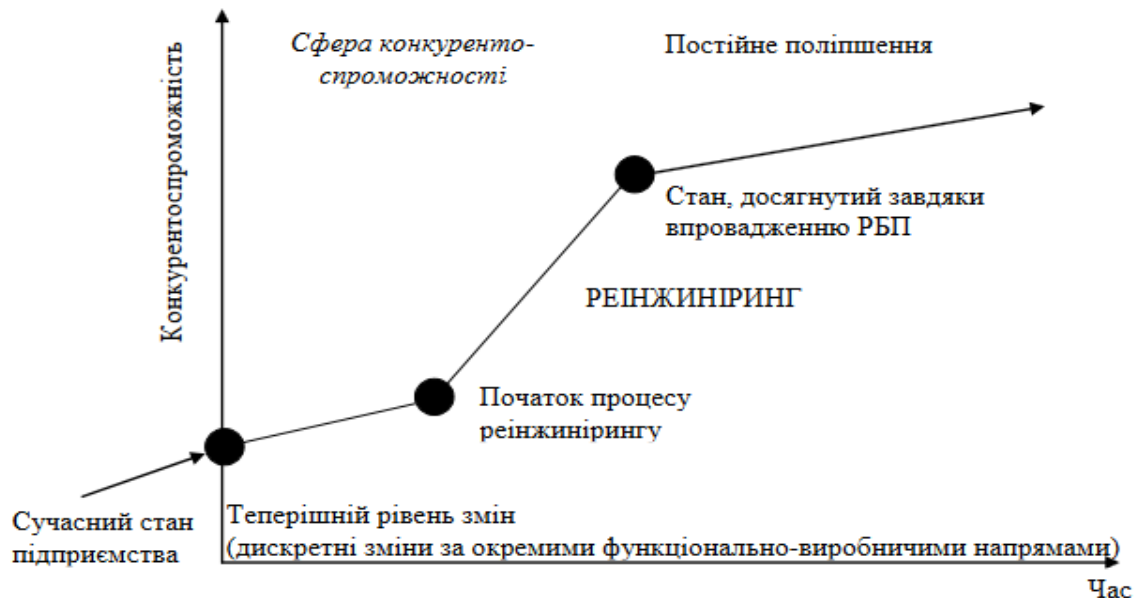 Конкурентоспроможність
Сфера конкуренто-
спроможності
Постійне поліпшення
Стан, досягнутий завдяки
впровадженню РБП
РЕІНЖИНІРИНГ
Початок процесу
реінжинірингу
Сучасний стан
підприємства
Теперішній рівень змін
(дискретні зміни за окремими функціонально-виробничими напрямами)
Час